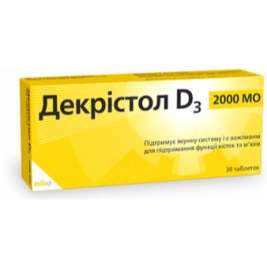 Декрістол D3
2000 МО
Підтримує імунну систему і є важливим
для підтримання функції кісток та м'язів
30 таблеток